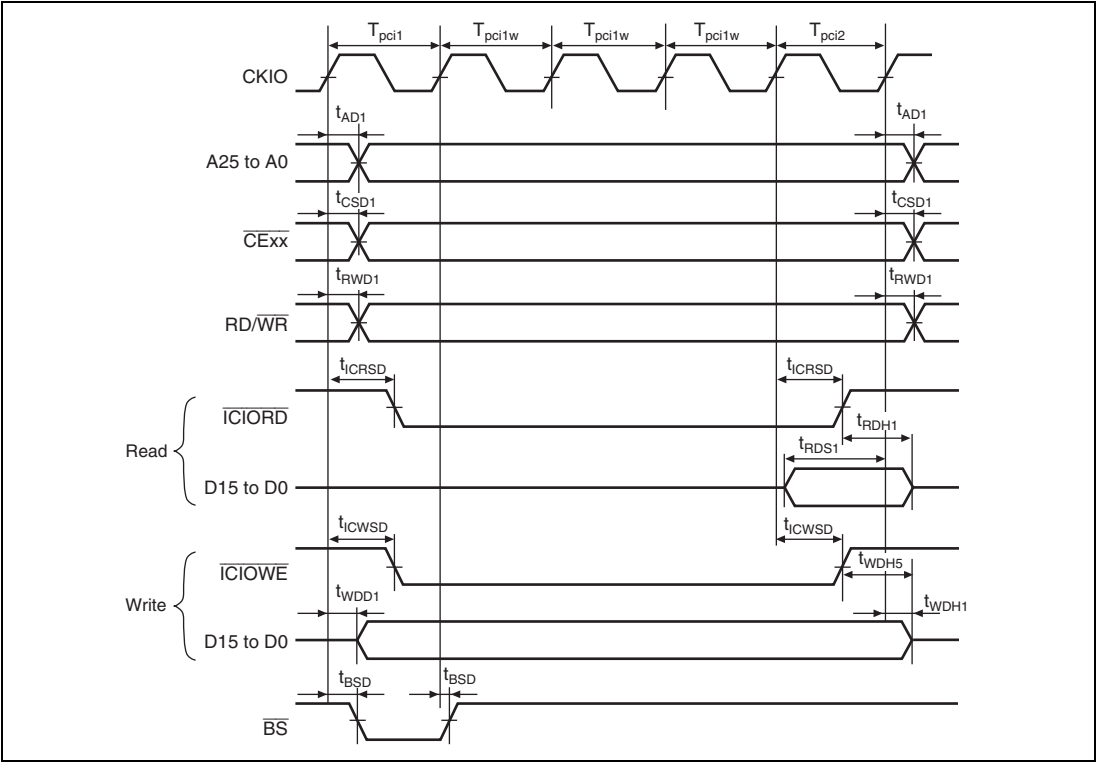 Tpci1 Tpci1w Tpci1w Tpci1w Tpci2
CKIO
tAD1 tAD1
A25 to A0
tCSD1 tCSD1
CExx
tRWD1 tRWD1
RD/WR
tICRSD tICRSD
ICIORD
tRDH1
Read
tRDS1
D15 to D0
tICWSD tICWSD
ICIOWE
tWDH5
Write
tWDD1 tWDH1
D15 to D0
tBSD tBSD
BS